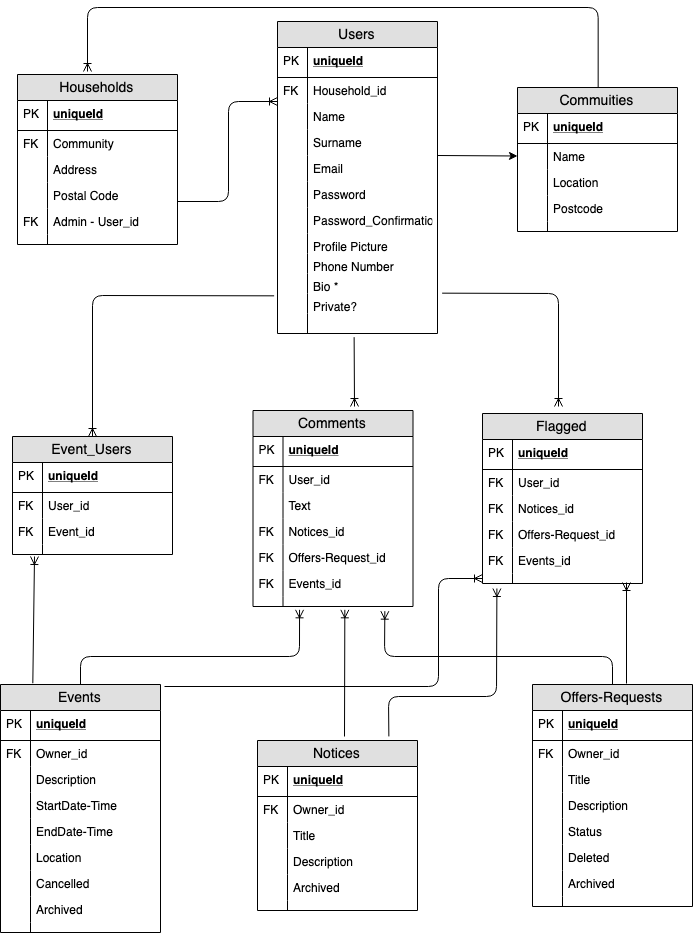 Users
PK uniqueId
FK Household_id
Name
Surname
Email
Password
Password_Confirmatio
Profile Picture
Phone Number
Bio *
Private?
Households
PK uniqueId
FK Community
Address
Postal Code
FK Admin - User_id
Commuities
PK uniqueId
Name
Location
Postcode
Event_Users
PK uniqueId
FK User_id
FK Event_id
Comments
PK uniqueId
FK User_id
Text
FK Notices_id
FK Offers-Request_id
FK Events_id
Flagged
PK uniqueId
FK User_id
FK Notices_id
FK Offers-Request_id
FK Events_id
Events
PK uniqueId
FK Owner_id
Description
StartDate-Time
EndDate-Time
Location
Cancelled
Archived
Notices
PK uniqueId
FK Owner_id
Title
Description
Archived
Offers-Requests
PK uniqueId
FK Owner_id
Title
Description
Status
Deleted
Archived